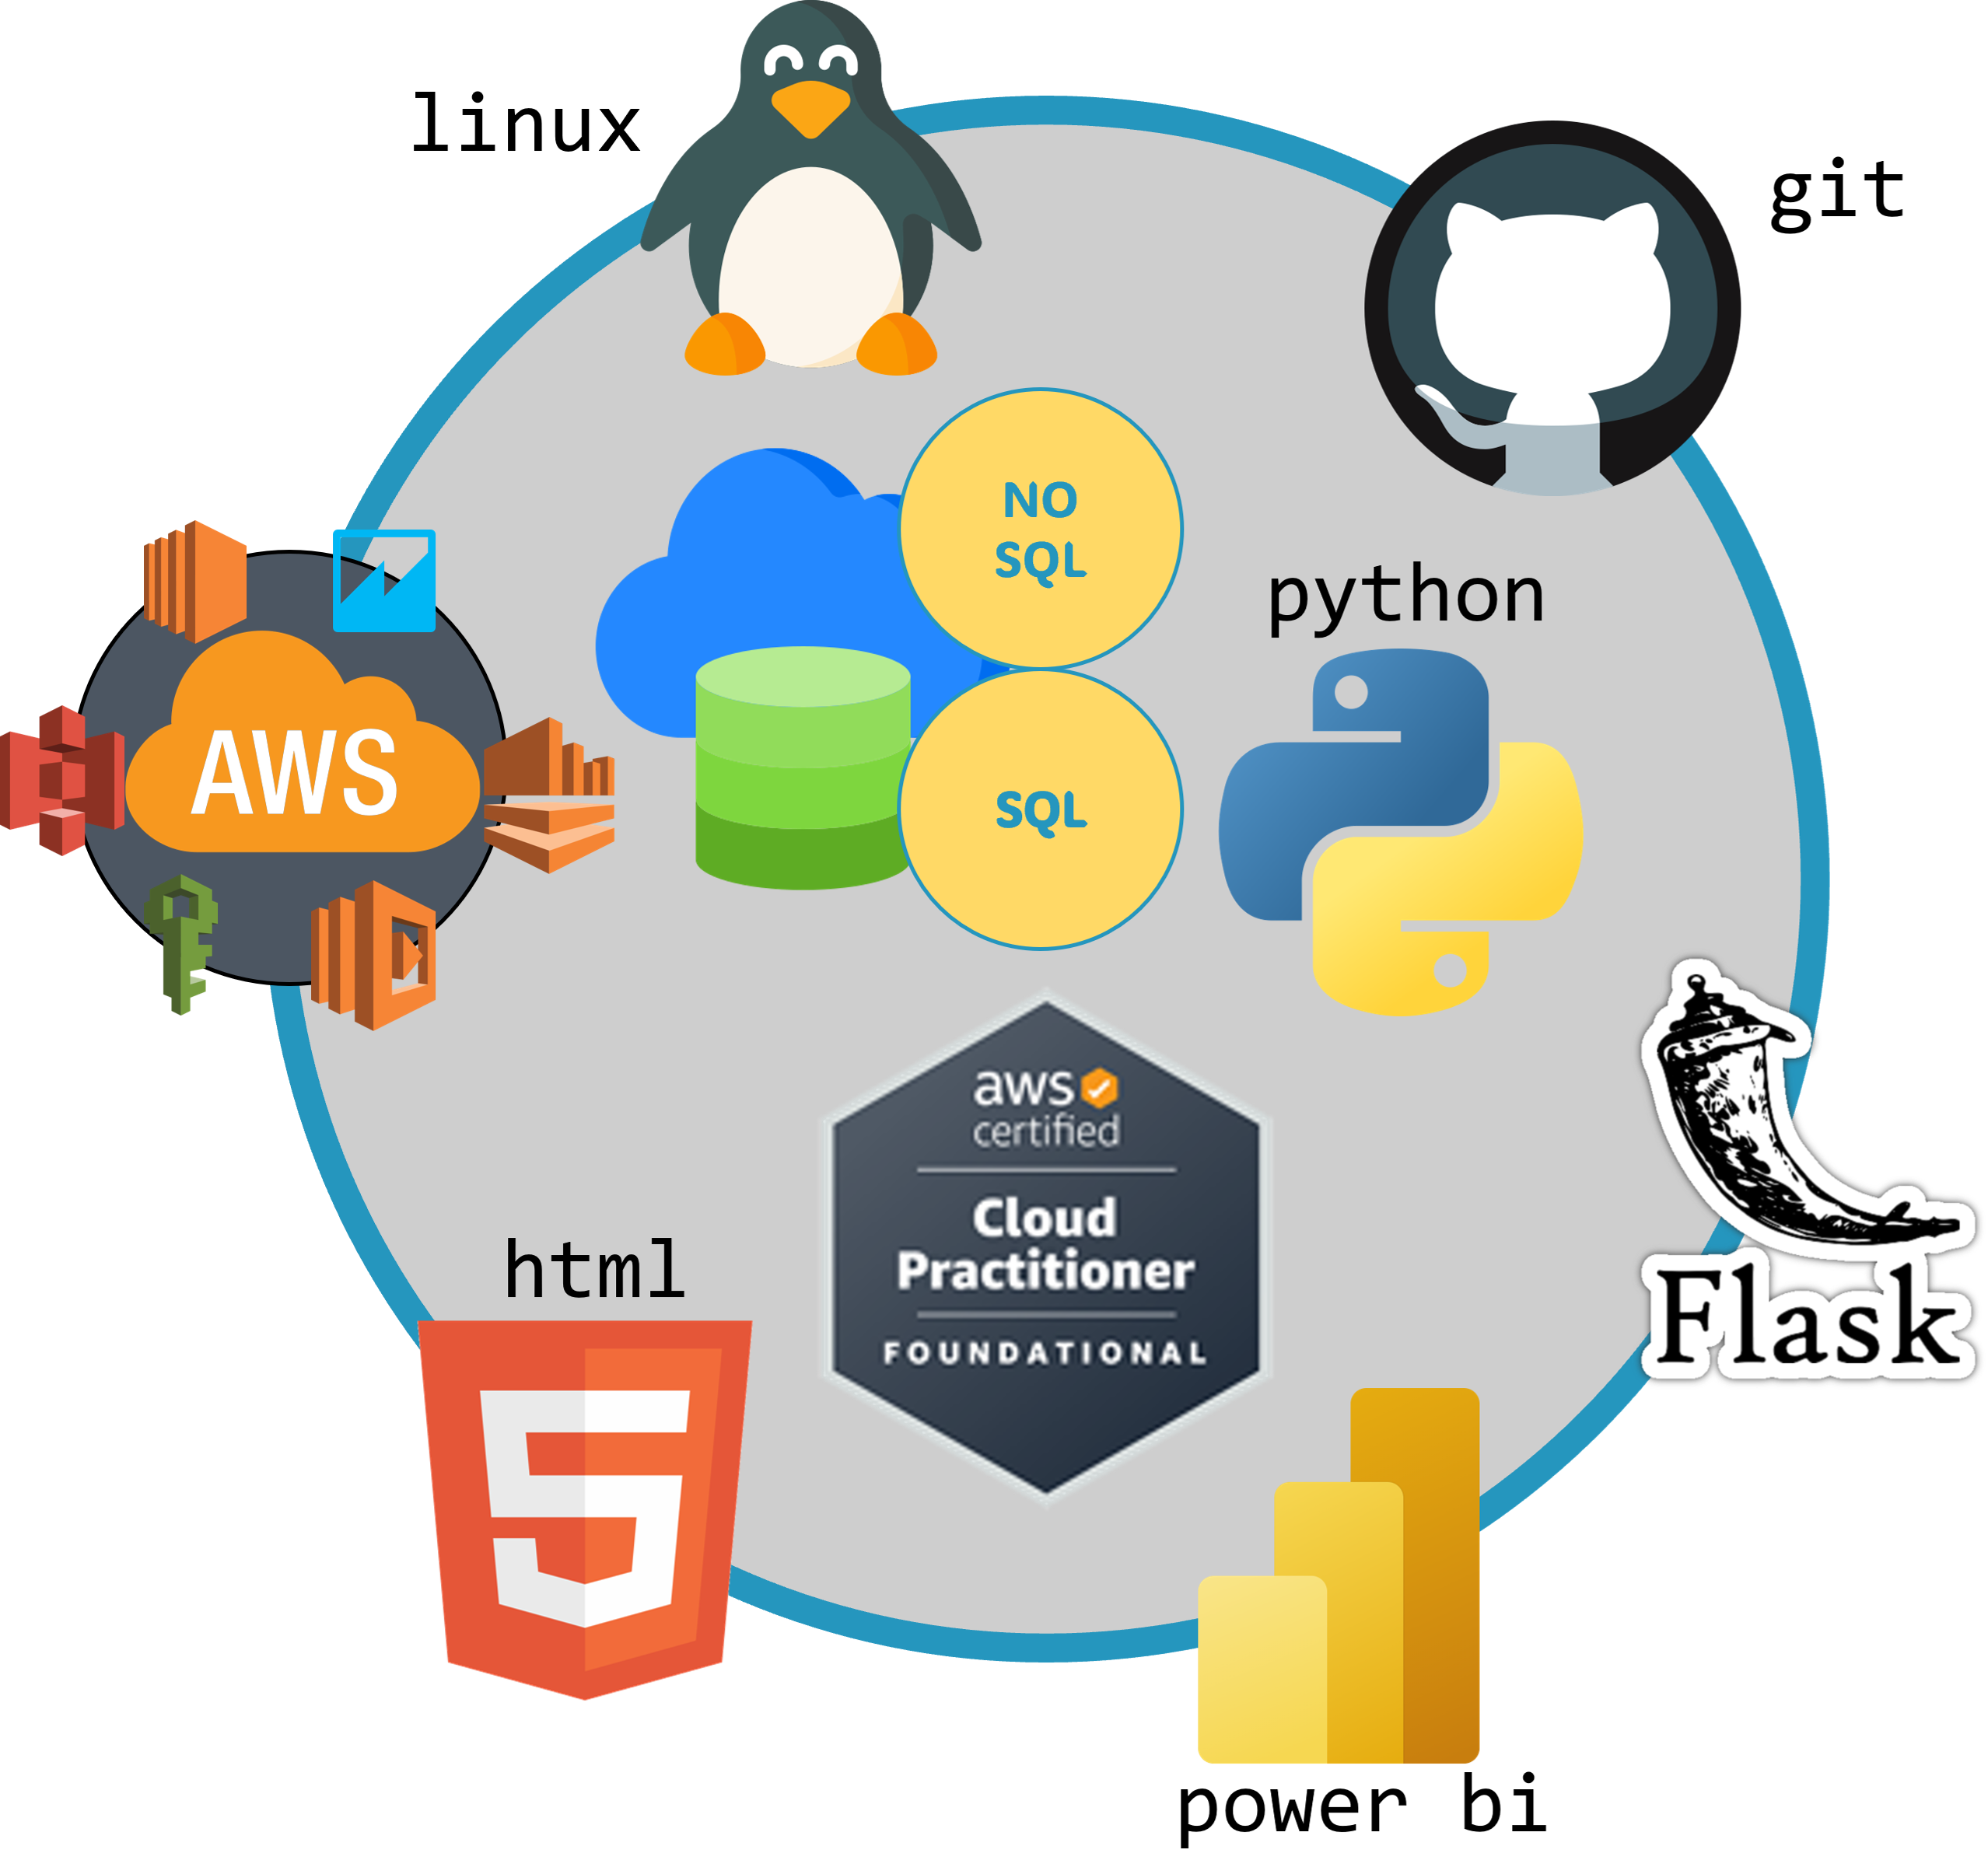 linux
git
NO
SQL
python
AWS
SQL
aws
certified
Cloud
Practitioner
FOUNDATIONAL
html
Flask
power bi